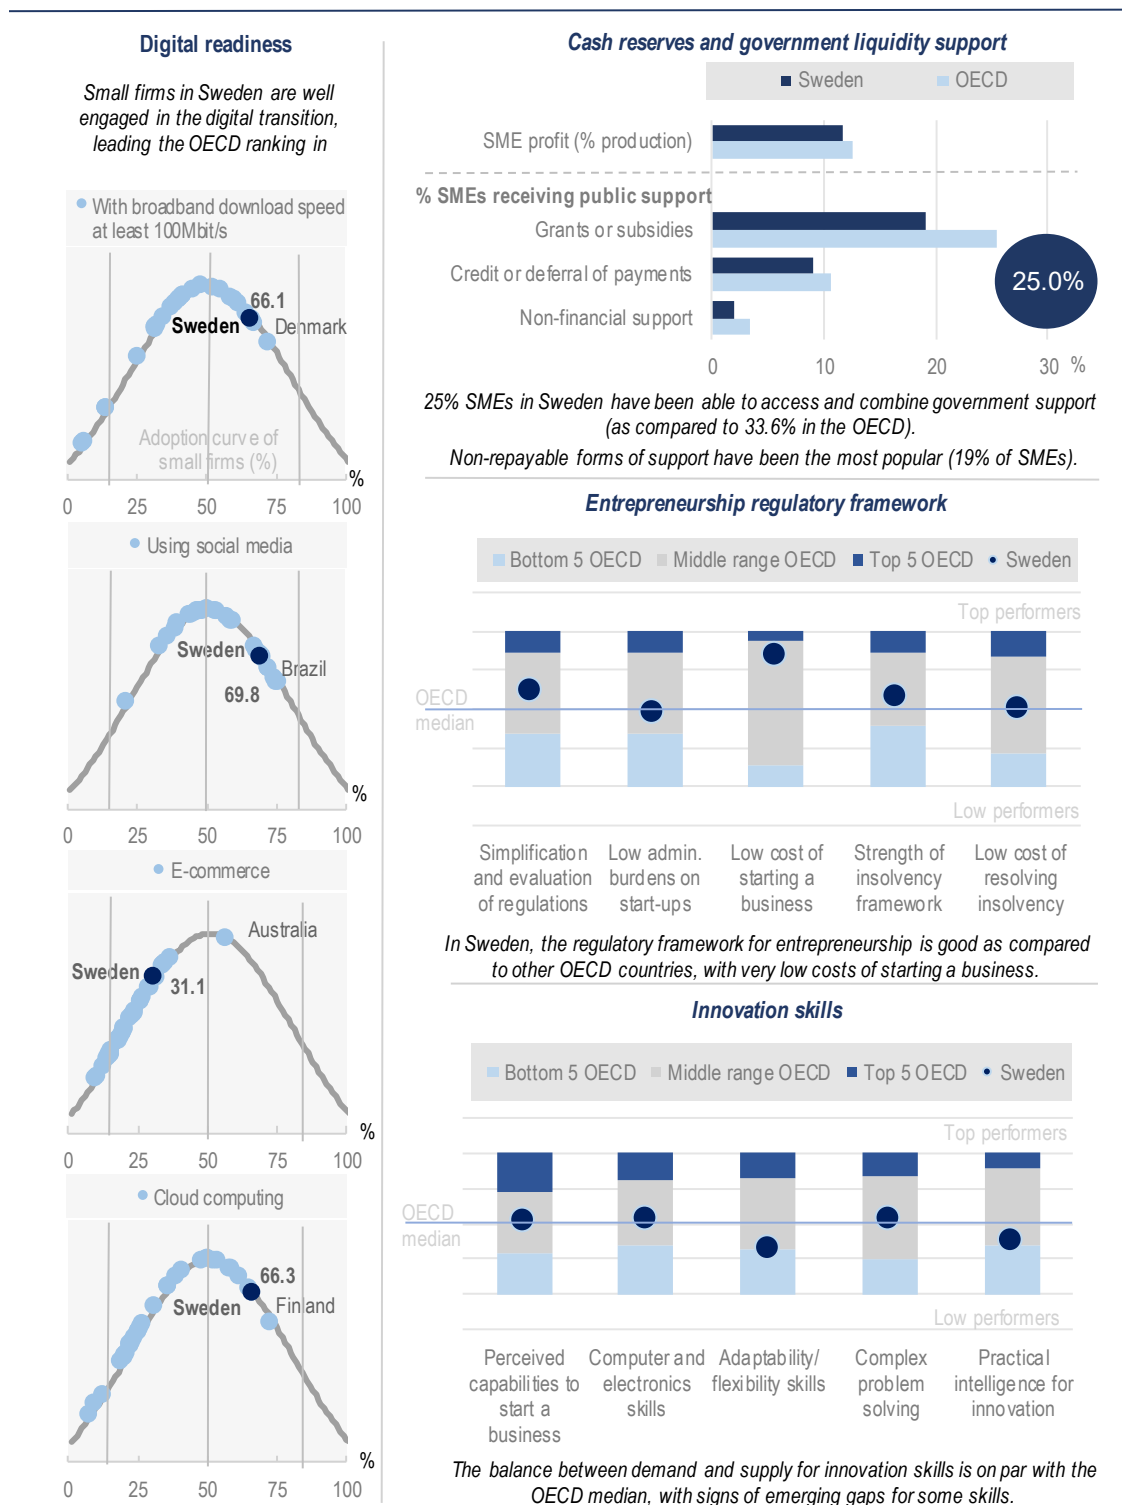 Digital readiness
Small firms in Sweden are well
engaged in the digital transition,
leading the OECD ranking in
With broadband download speed
at least 100Mbit/s
66.1
Sweden
Denmark
Adoption curve of
small firms (%)
%
0 25 50 75 100
Using social media
Sweden
Brazil
69.8
%
0 25 50 75 100
E-commerce
Australia
Sweden
31.1
%
0 25 50 75 100
Cloud computing
66.3
Sweden
Finland
%
0 25 50 75 100
Cash reserves and government liquidity support
Sweden OECD
SME profit (% production)
% SMEs receiving public support
Grants or subsidies
Credit or deferral of payments
25.0%
Non-financial support
0 10 20 30 %
25% SMEs in Sweden have been able to access and combine government support
(as compared to 33.6% in the OECD).
Non-repayable forms of support have been the most popular (19% of SMEs).
Entrepreneurship regulatory framework
Bottom 5 OECD Middle range OECD Top 5 OECD Sweden
Top performers
OECD
median
Low performers
Simplification
and evaluation
of regulations
Low admin.
burdens on
start-ups
Low cost of
starting a
business
Strength of
insolvency
framework
Low cost of
resolving
insolvency
In Sweden, the regulatory framework for entrepreneurship is good as compared
to other OECD countries, with very low costs of starting a business.
Innovation skills
Bottom 5 OECD Middle range OECD Top 5 OECD Sweden
Top performers
OECD
median
Low performers
Perceived
capabilities to
start a
business
Computer and
electronics
skills
Adaptability/
flexibility skills
Complex
problem
solving
Practical
intelligence for
innovation
The balance between demand and supply for innovation skills is on par with the
OECD median, with signs of emerging gaps for some skills.